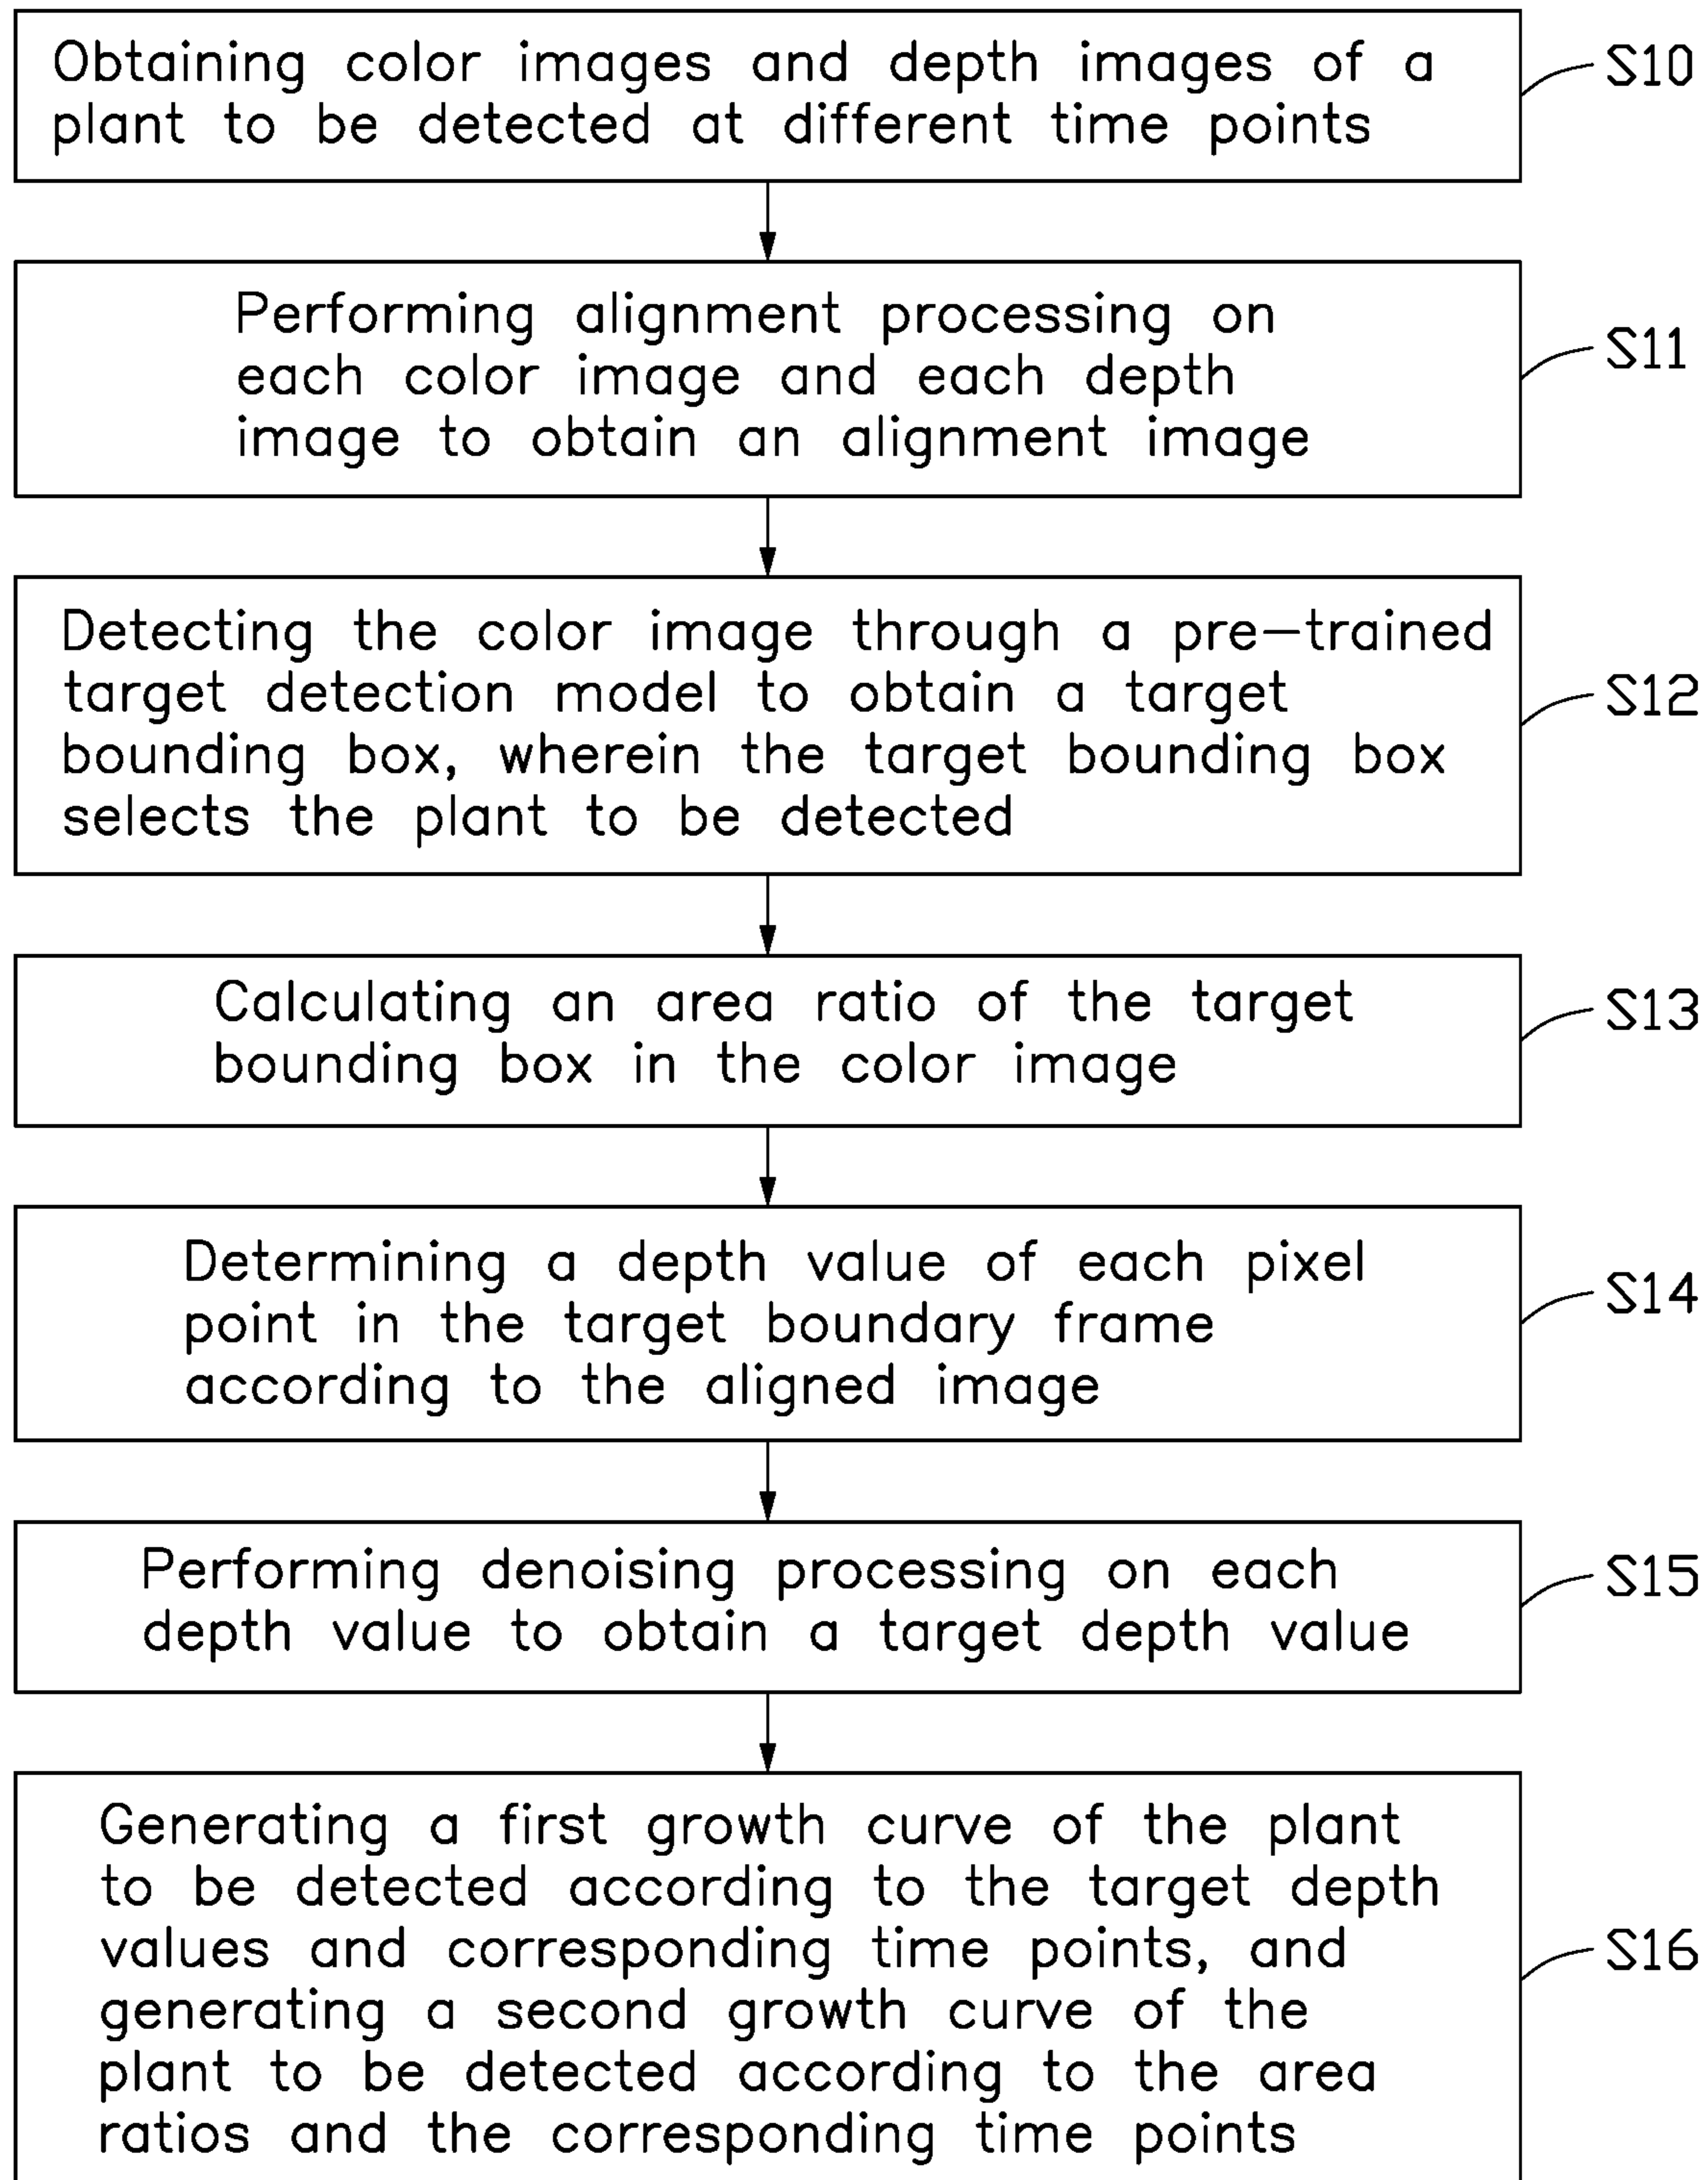 Obtaining color images and depth images of a
plant to be detected at different time points
S10
Performing alignment processing on
each color image and each depth
image to obtain an alignment image
S11
Detecting the color image through a pre-trained
target detection model to obtain a target
bounding box, wherein the target bounding box
selects the plant to be detected
S12
Calculating an area ratio of the target
bounding box in the color image
S13
Determining a depth value of each pixel
point in the target boundary frame
according to the aligned image
S14
Performing denoising processing on each
depth value to obtain a target depth value
S15
Generating a first growth curve of the plant
to be detected according to the target depth
values and corresponding time points, and
generating a second growth curve of the
plant to be detected according to the area
ratios and the corresponding time points
S16